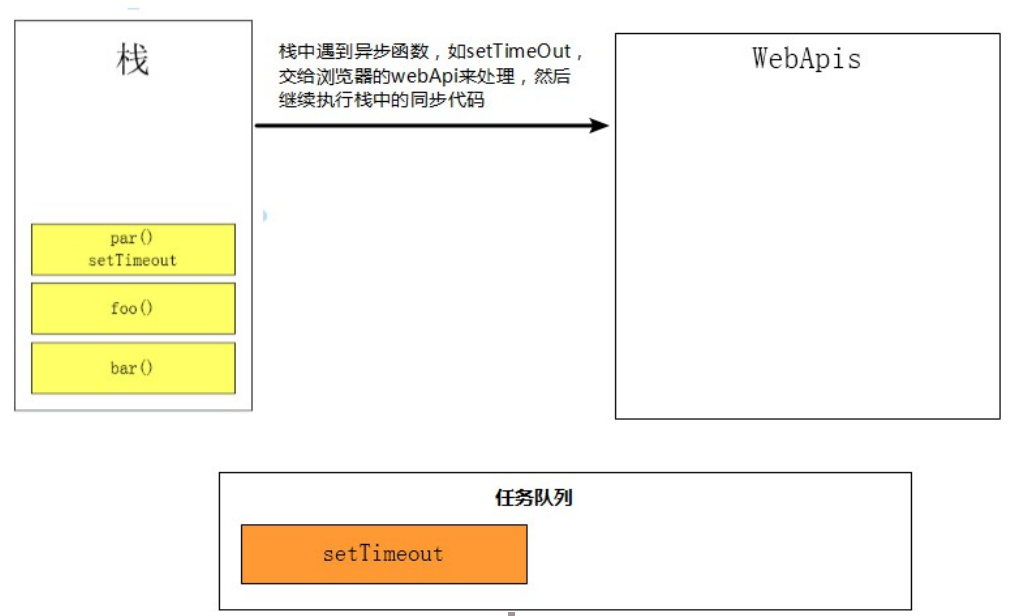 栈
栈中遇到异步函数，如setTimeOut，
交给浏览器的webApi来处理，然后
继续执行栈中的同步代码
WebApis
par()
setTimeout
foo()
bar()
任务队列
setTimeout